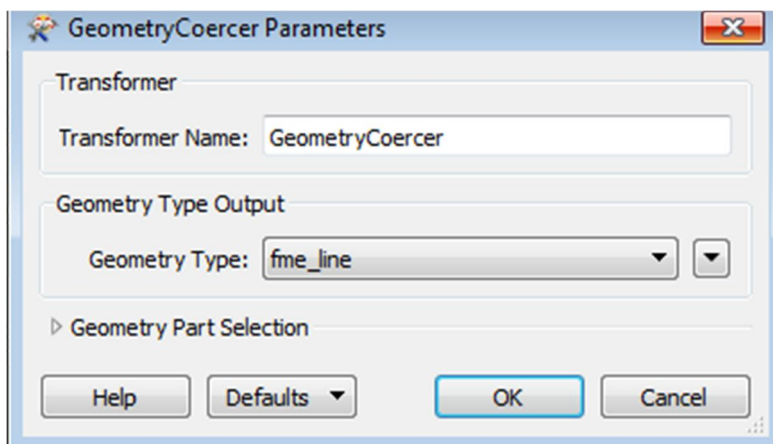 GeometryCoercer Parameters
Transformer
Transformer Name: GeometryCoercer
Geometry Type Output
Geometry Type: fme_line
Geometry Part Selection
Help Defaults OK Cancel